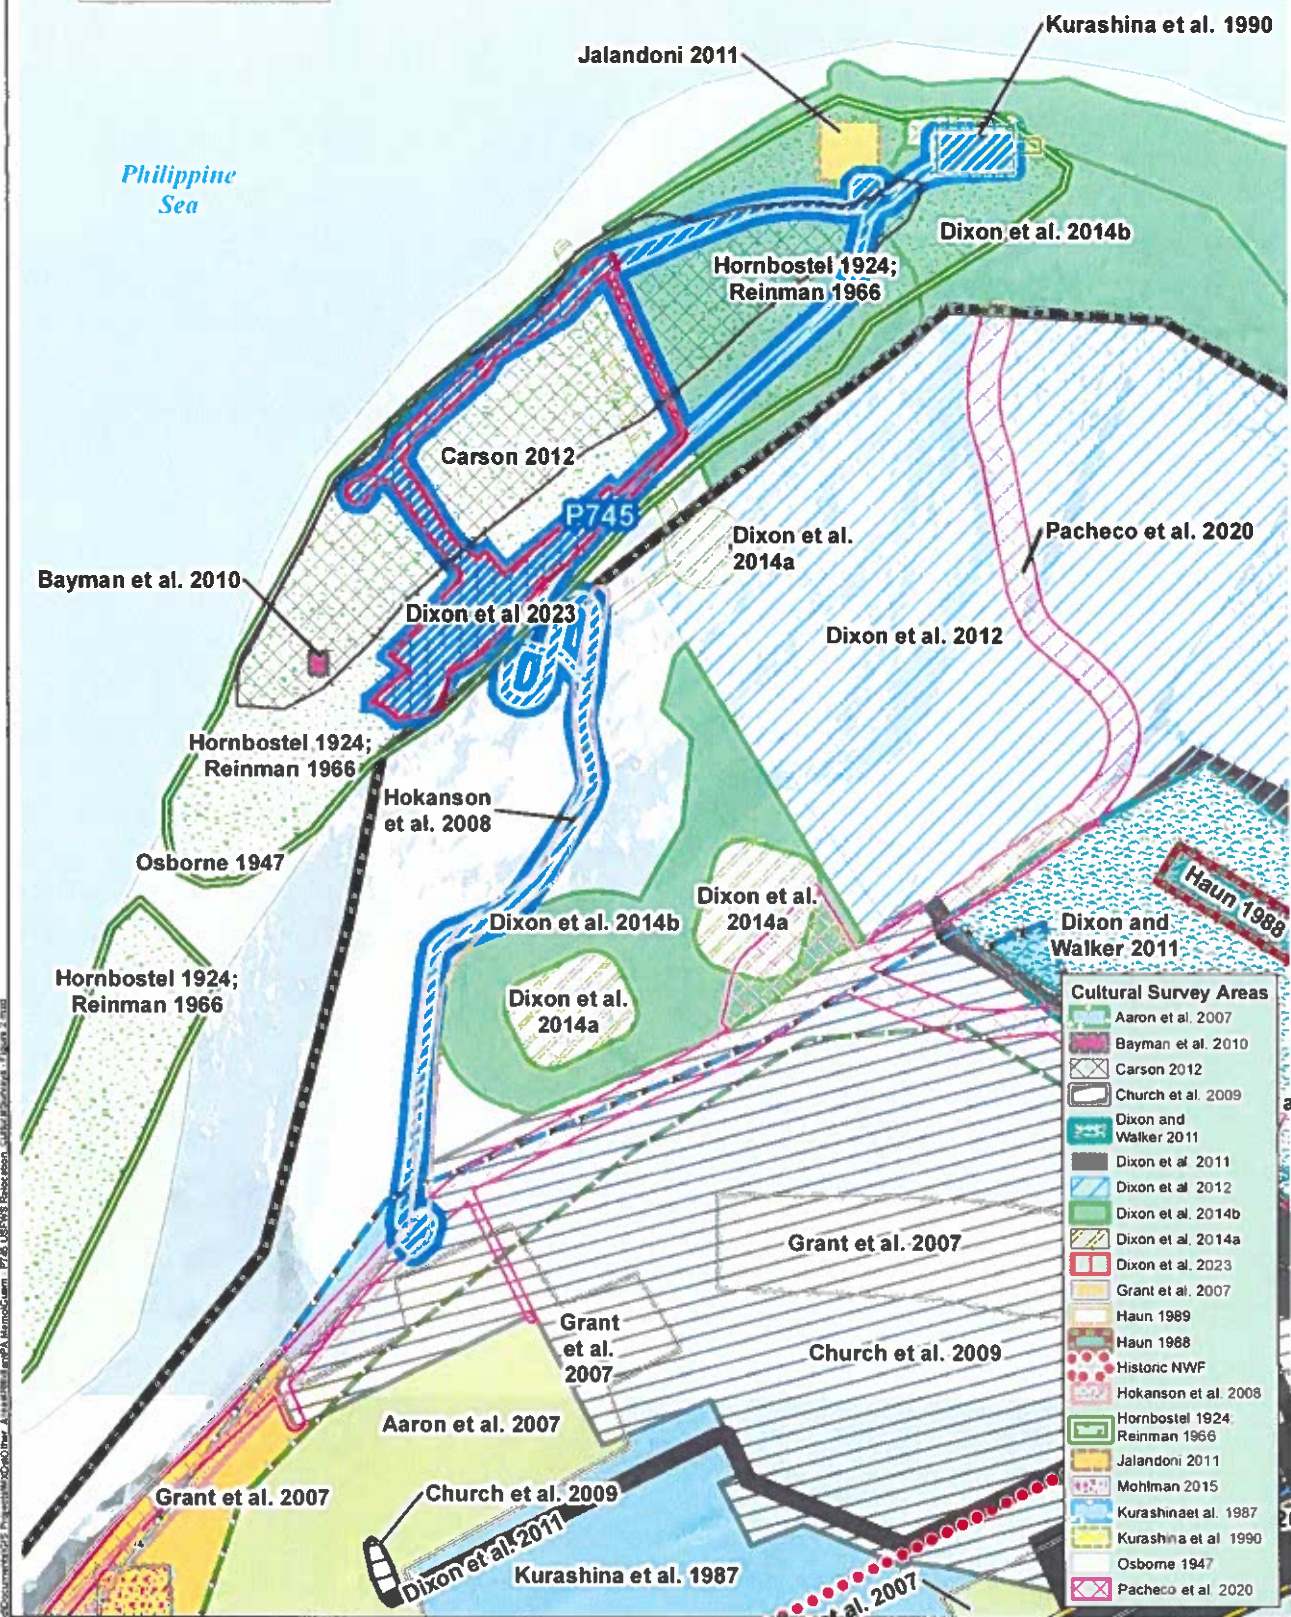 Kurashina et al. 1990
Jalandoni 2011
Philippine
Sea
Dixon et al. 2014b
Hornbostel 1924;
Reinman 1966
Carson 2012
P745
Dixon et al.
2014a
Pacheco et al. 2020
Bayman et al. 2010
Dixon et al 2023
Dixon et al. 2012
Hornbostel 1924;
Reinman 1966
Hokanson
et al. 2008
Osborne 1947
Dixon et al.
2014a
Haun 1988
Dixon et al. 2014b
Dixon and
Walker 2011
Hornbostel 1924;
Reinman 1966
Dixon et al.
2014a
Grant et al. 2007
Grant
et al.
2007
Church et al. 2009
Aaron et al. 2007
Grant et al. 2007
Church et al. 2009
Dixon et al. 2011
Kurashina et al. 1987
t al. 2007
Cultural Survey Areas
Aaron et al. 2007
Bayman et al. 2010
Carson 2012
Church et al. 2009
Dixon and
Walker 2011
Dixon et al 2011
Dixon et al 2012
Dixon et al. 2014b
Dixon et al. 2014a
Dixon et al. 2023
Grant et al. 2007
Haun 1989
Haun 1988
Historic NWF
Hokanson et al. 2008
Hornbostel 1924
Reinman 1966
Jalandoni 2011
Mohlman 2015
Kurashinaet al. 1987
Kurashina et al 1990
Osborne 1947
Pacheco et al. 2020